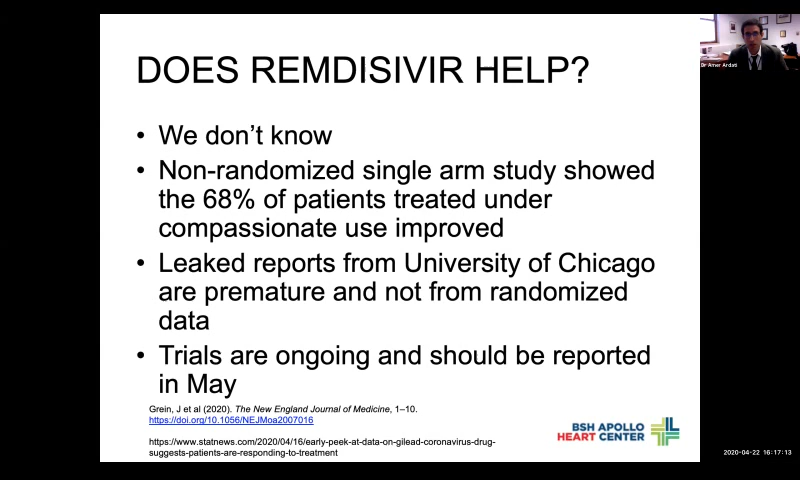 DOES REMDISIVIR HELP?
• We don't know
• Non-randomized single arm study showed
the 68% of patients treated under
compassionate use improved
• Leaked reports from University of Chicago
are premature and not from randomized
data
• Trials are ongoing and should be reported
in May
Grein, J et al (2020). The New England Journal of Medicine, 1–10.
https://doi.org/10.1056/NEJMoa2007016
https://www.statnews.com/2020/04/16/early-peek-at-data-on-gilead-coronavirus-drug-
suggests-patients-are-responding-to-treatment
BSH APOLLO
HEART CENTER
Dr Amer Ardati
2020-04-22 16:17:13